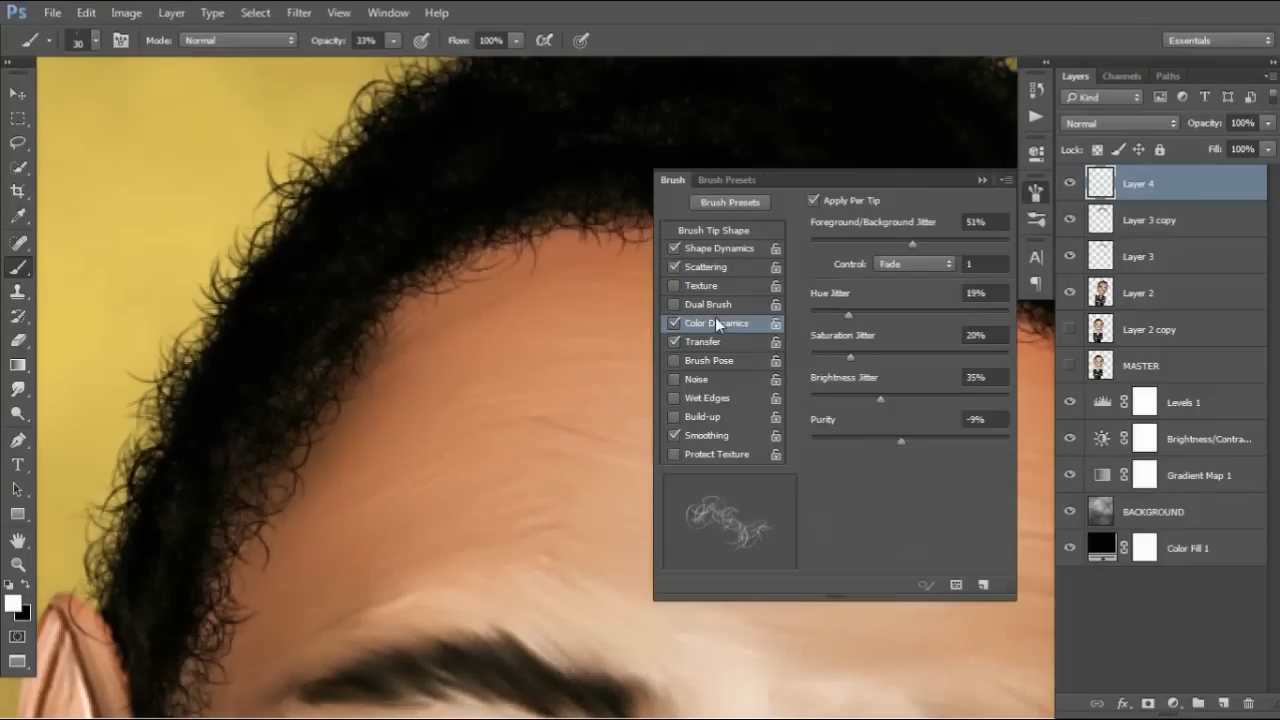 Ps File Edit Image Layer Type Select Filter View Window Help
30 Mode: Normal Opacity: 33% Flow: 100% Essentials
Layers Channels Paths
Kind
Normal Opacity: 100%
Lock: Fill: 100%
Layer 4
Layer 3 copy
Layer 3
Layer 2
Layer 2 copy
MASTER
Levels 1
Brightness/Contra...
Gradient Map 1
BACKGROUND
Color Fill 1
Brush Brush Presets
Brush Presets
Brush Tip Shape
Shape Dynamics
Scattering
Texture
Dual Brush
Color Dynamics
Transfer
Brush Pose
Noise
Wet Edges
Build-up
Smoothing
Protect Texture
Apply Per Tip
Foreground/Background Jitter 51%
Control: Fade 1
Hue Jitter 19%
Saturation Jitter 20%
Brightness Jitter 35%
Purity -9%